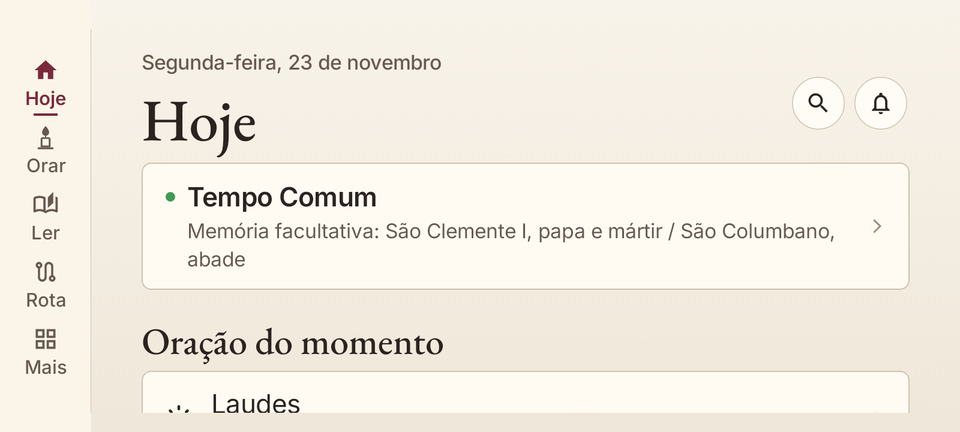 Segunda-feira, 23 de novembro
Hoje
Hoje
Orar
Ler
Rota
Mais
Tempo Comum
Memória facultativa: São Clemente I, papa e mártir / São Columbano,
abade
Oração do momento
Laudes